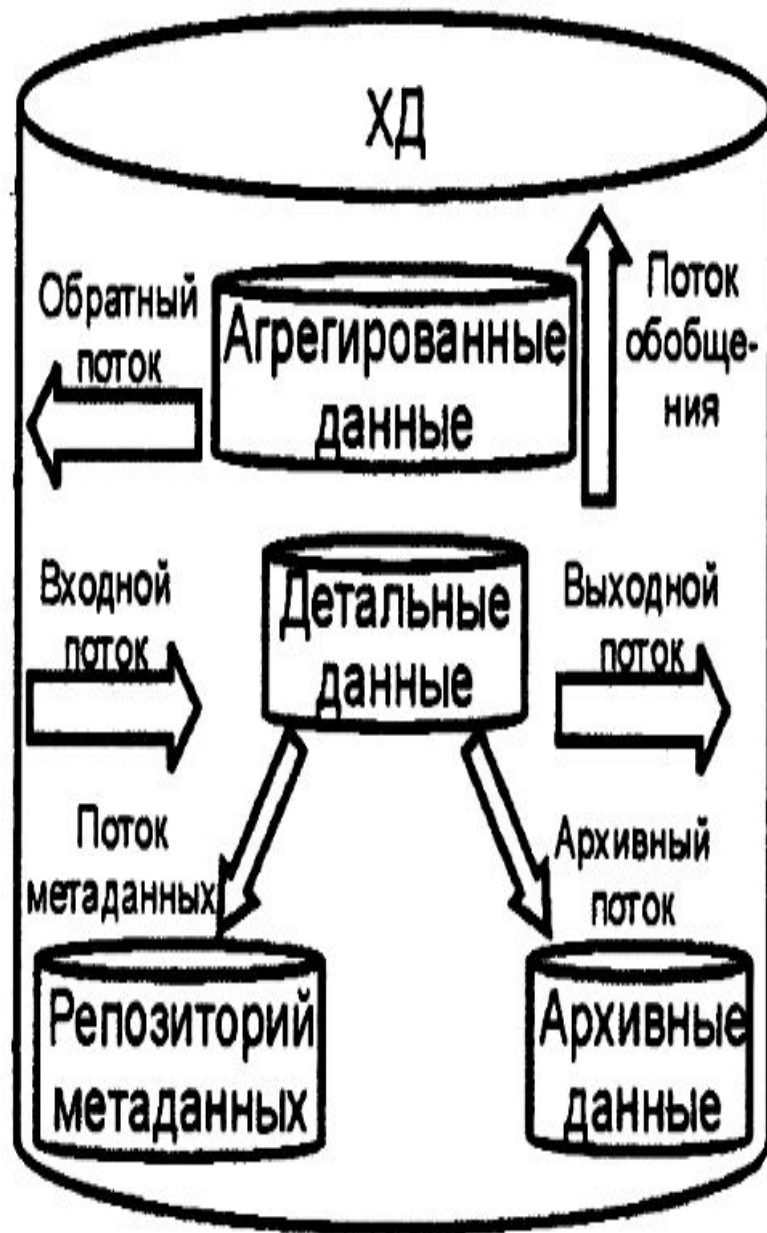 ХД
Обратный
поток
Агрегированные
данные
Поток
обобще-
ния
Входной
поток
Детальные
данные
Выходной
поток
Поток
метаданных
Архивный
поток
Репозиторий
метаданных
Архивные
данные